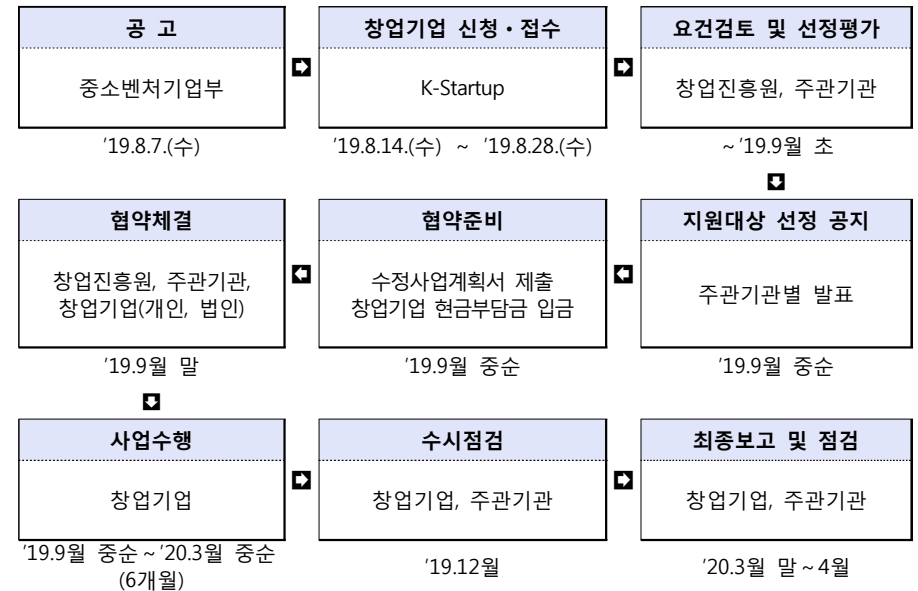 공 고
중소벤처기업부
'19.8.7.(수)
창업기업 신청·접수
K-Startup
'19.8.14.(수) ~ '19.8.28.(수)
요건검토 및 선정평가
창업진흥원, 주관기관
~'19.9월 초
지원대상 선정 공지
주관기관별 발표
'19.9월 중순
협약준비
수정사업계획서 제출
창업기업 현금부담금 입금
'19.9월 중순
협약체결
창업진흥원, 주관기관,
창업기업(개인, 법인)
'19.9월 말
사업수행
창업기업
'19.9월 중순~'20.3월 중순
(6개월)
수시점검
창업기업, 주관기관
'19.12월
최종보고 및 점검
창업기업, 주관기관
'20.3월 말~4월